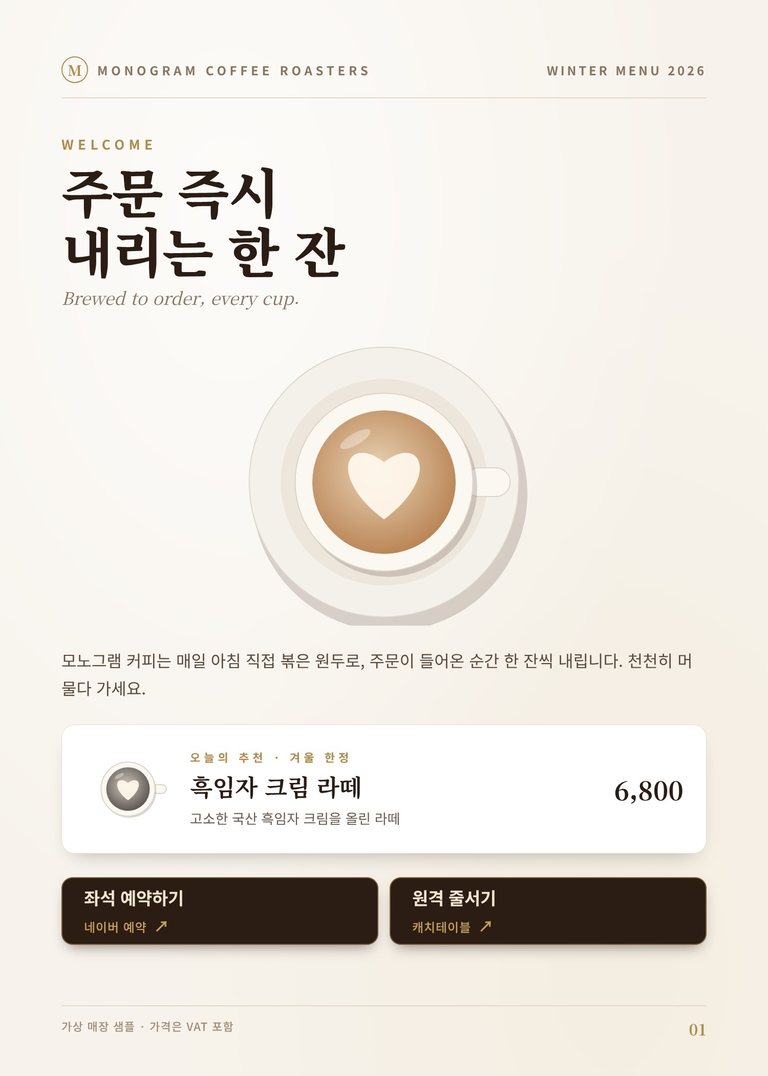 M MONOGRAM COFFEE ROASTERS
WINTER MENU 2026
WELCOME
주문 즉시
내리는 한 잔
Brewed to order, every cup.
모노그램 커피는 매일 아침 직접 볶은 원두로, 주문이 들어온 순간 한 잔씩 내립니다. 천천히 머
물다 가세요.
오늘의 추천 · 겨울 한정
흑임자 크림 라떼
고소한 국산 흑임자 크림을 올린 라떼
6,800
좌석 예약하기
네이버 예약 ↗
원격 줄서기
캐치테이블 ↗
가상 매장 샘플 · 가격은 VAT 포함
01